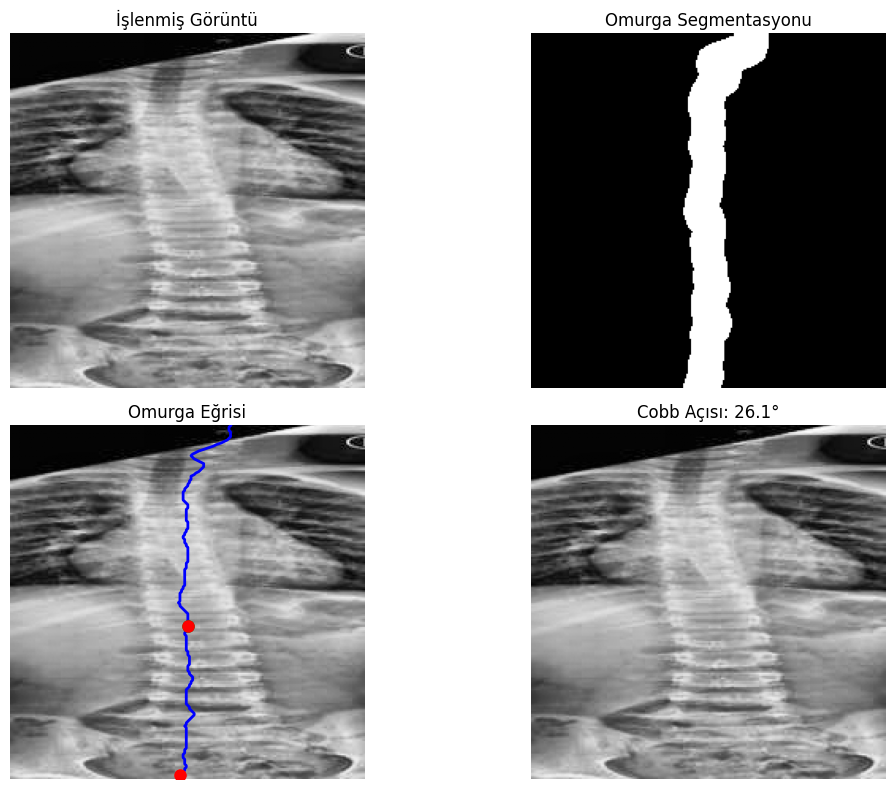 İşlenmiş Görüntü
Omurga Segmentasyonu
Omurga Eğrisi
Cobb Açısı: 26.1°